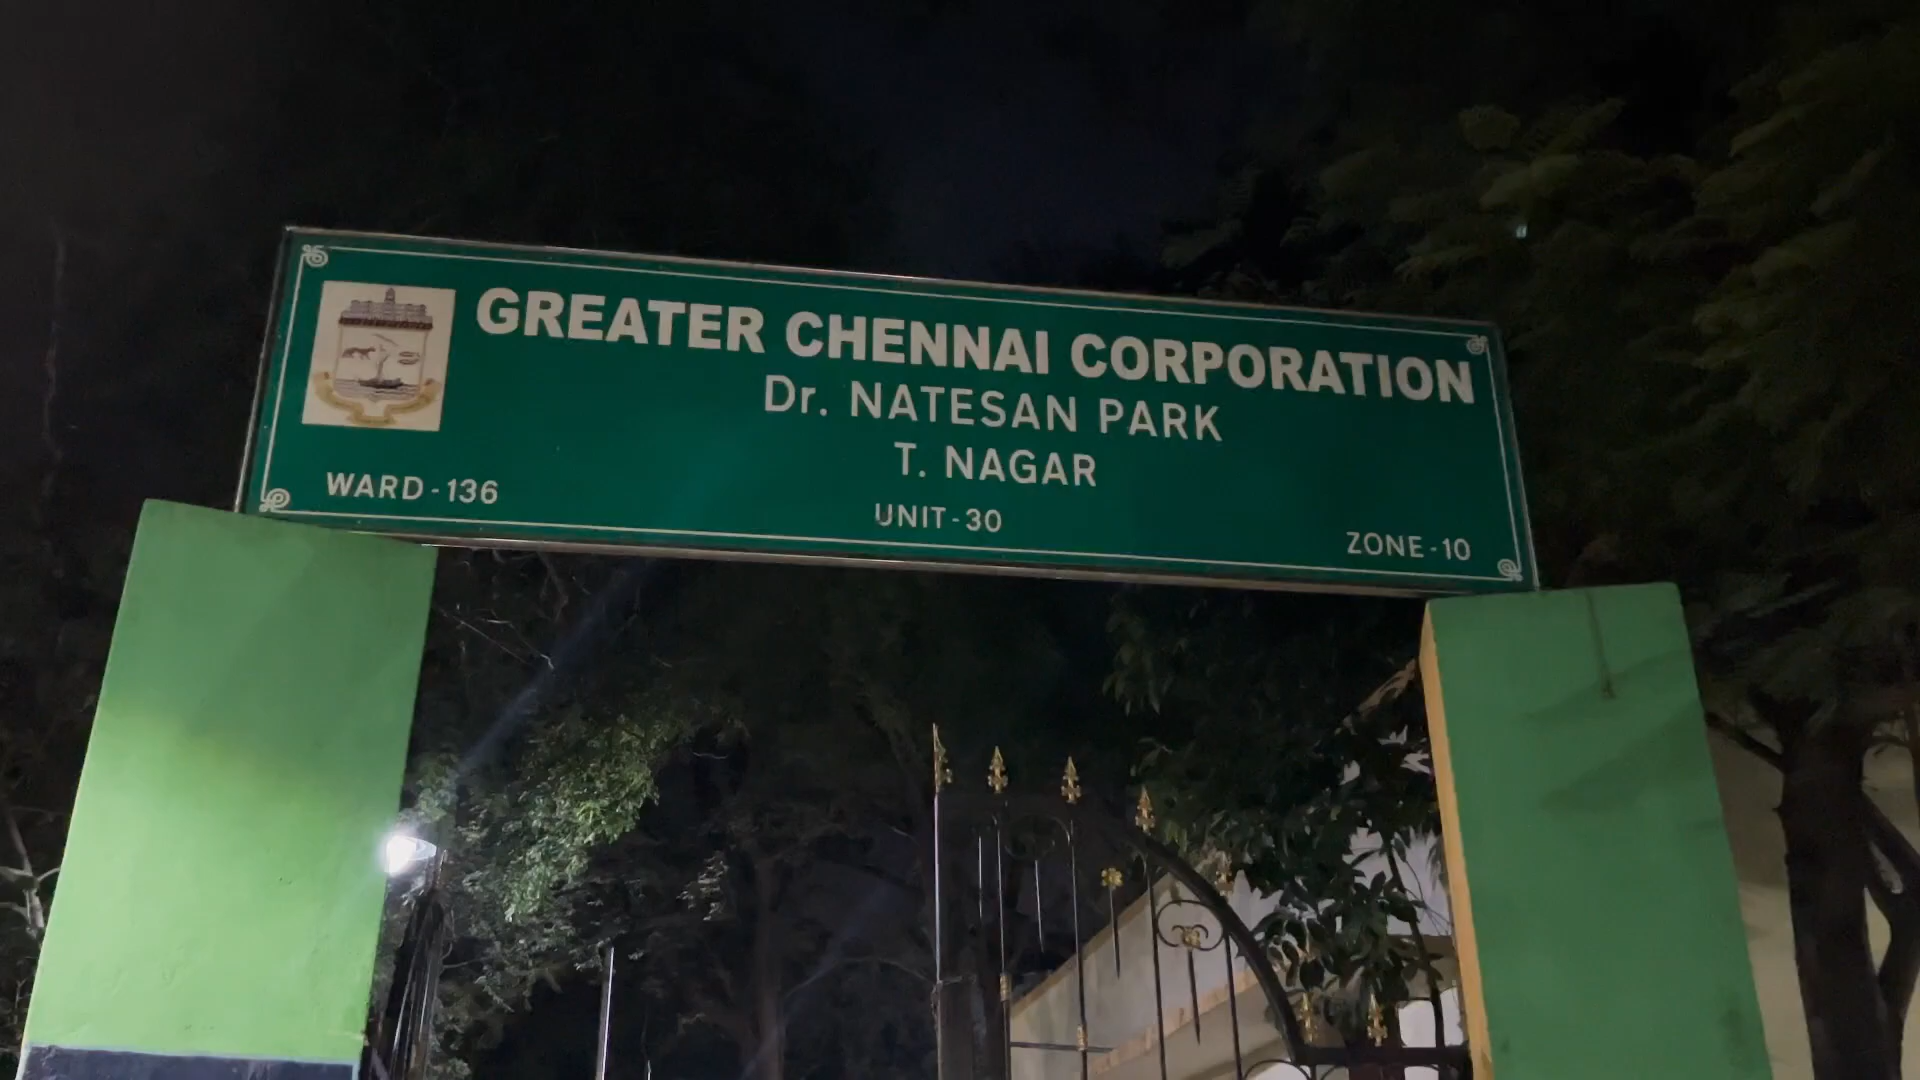 GREATER CHENNAI CORPORATION
Dr. NATESAN PARK
T. NAGAR
WARD - 136
UNIT - 30
ZONE - 10